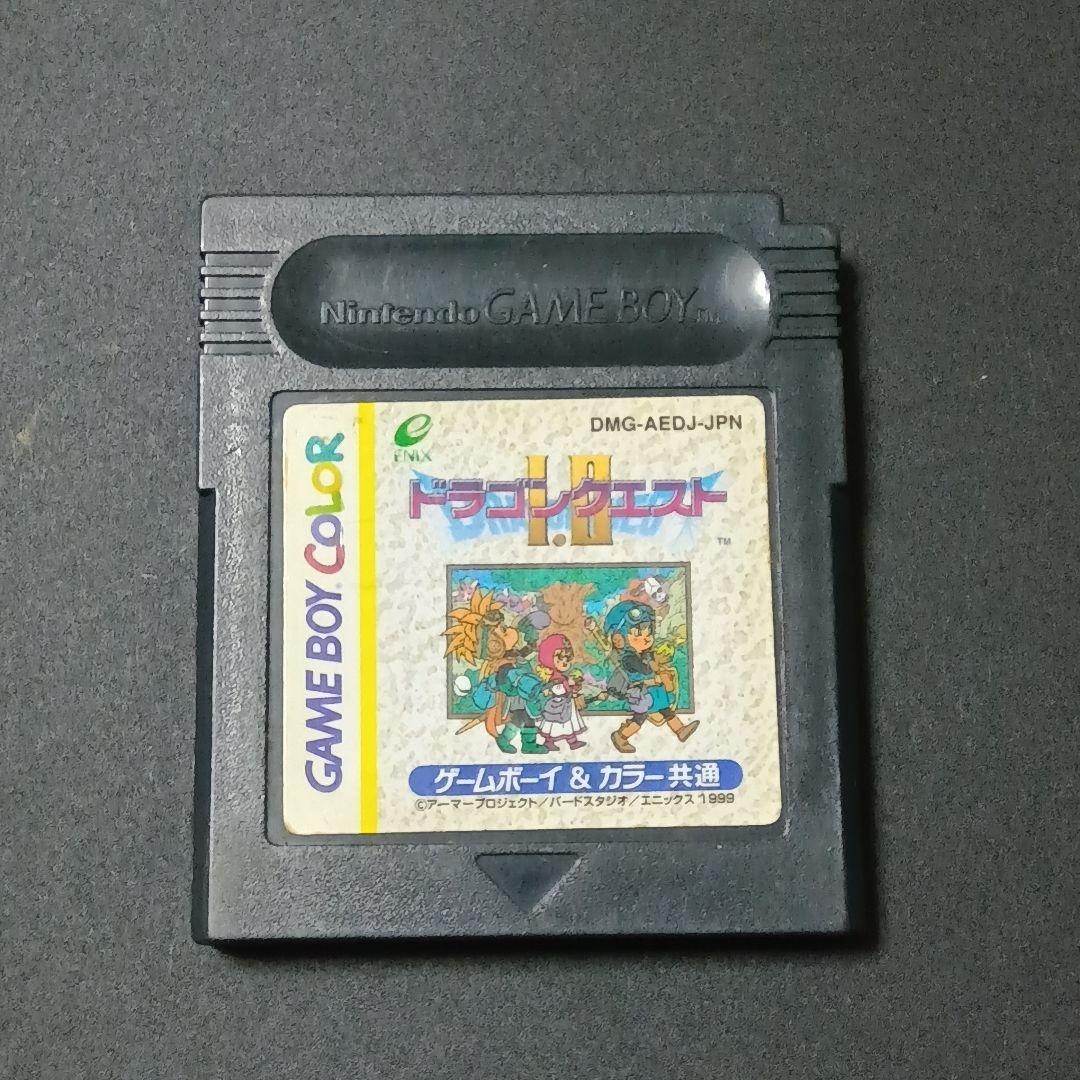 Nintendo GAME BOY TM
DMG-AEDJ-JPN
e
ENIX
I・II
ドラゴンクエスト
TM
GAME BOY COLOR
ゲームボーイ & カラー 共通
©アーマープロジェクト/バードスタジオ/エニックス 1999